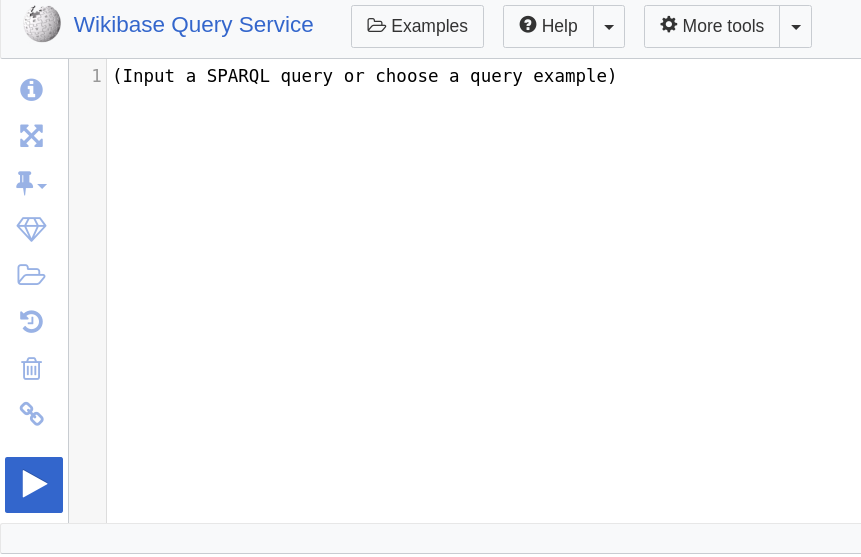 Wikibase Query Service
Examples
Help
More tools
1
(Input a SPARQL query or choose a query example)